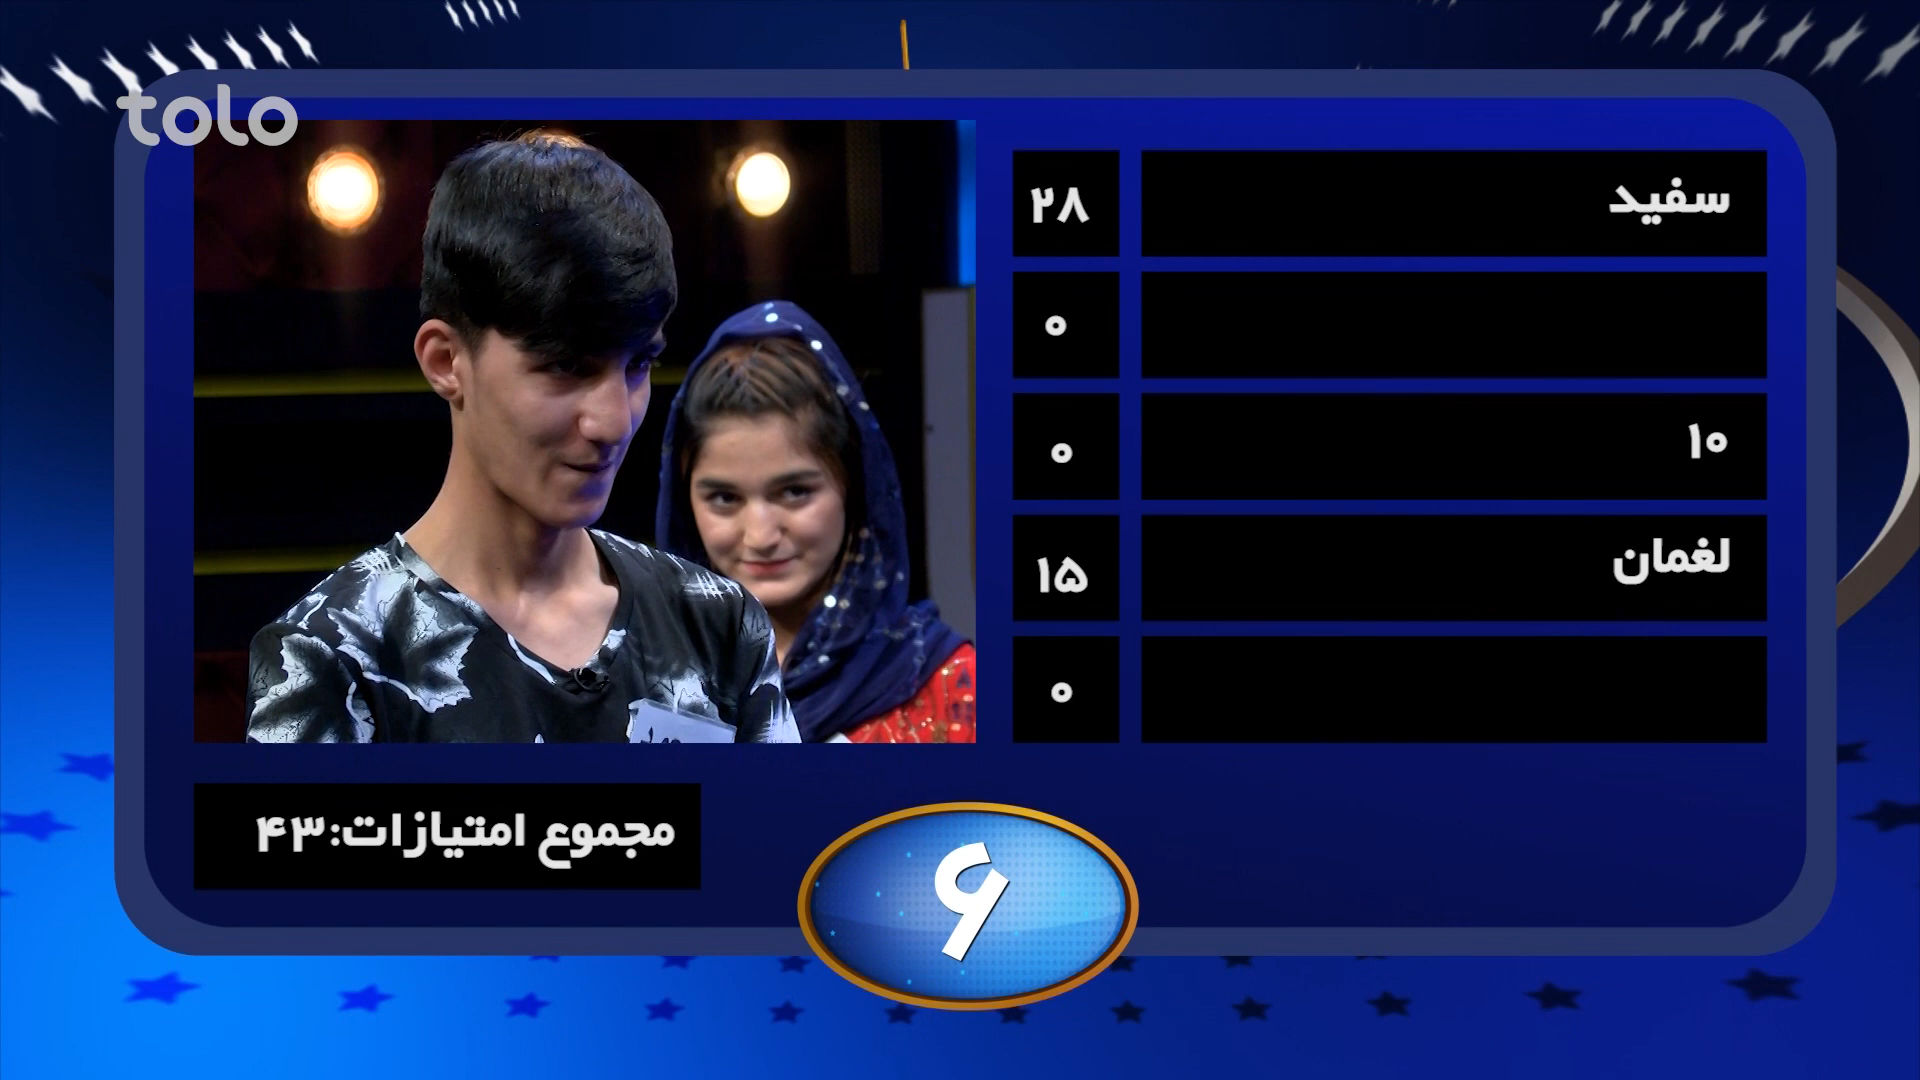 tolo
سفید ۲۸
۰
۱۰ ۰
لغمان ۱۵
۰
مجموع امتیازات:۴۳
۶